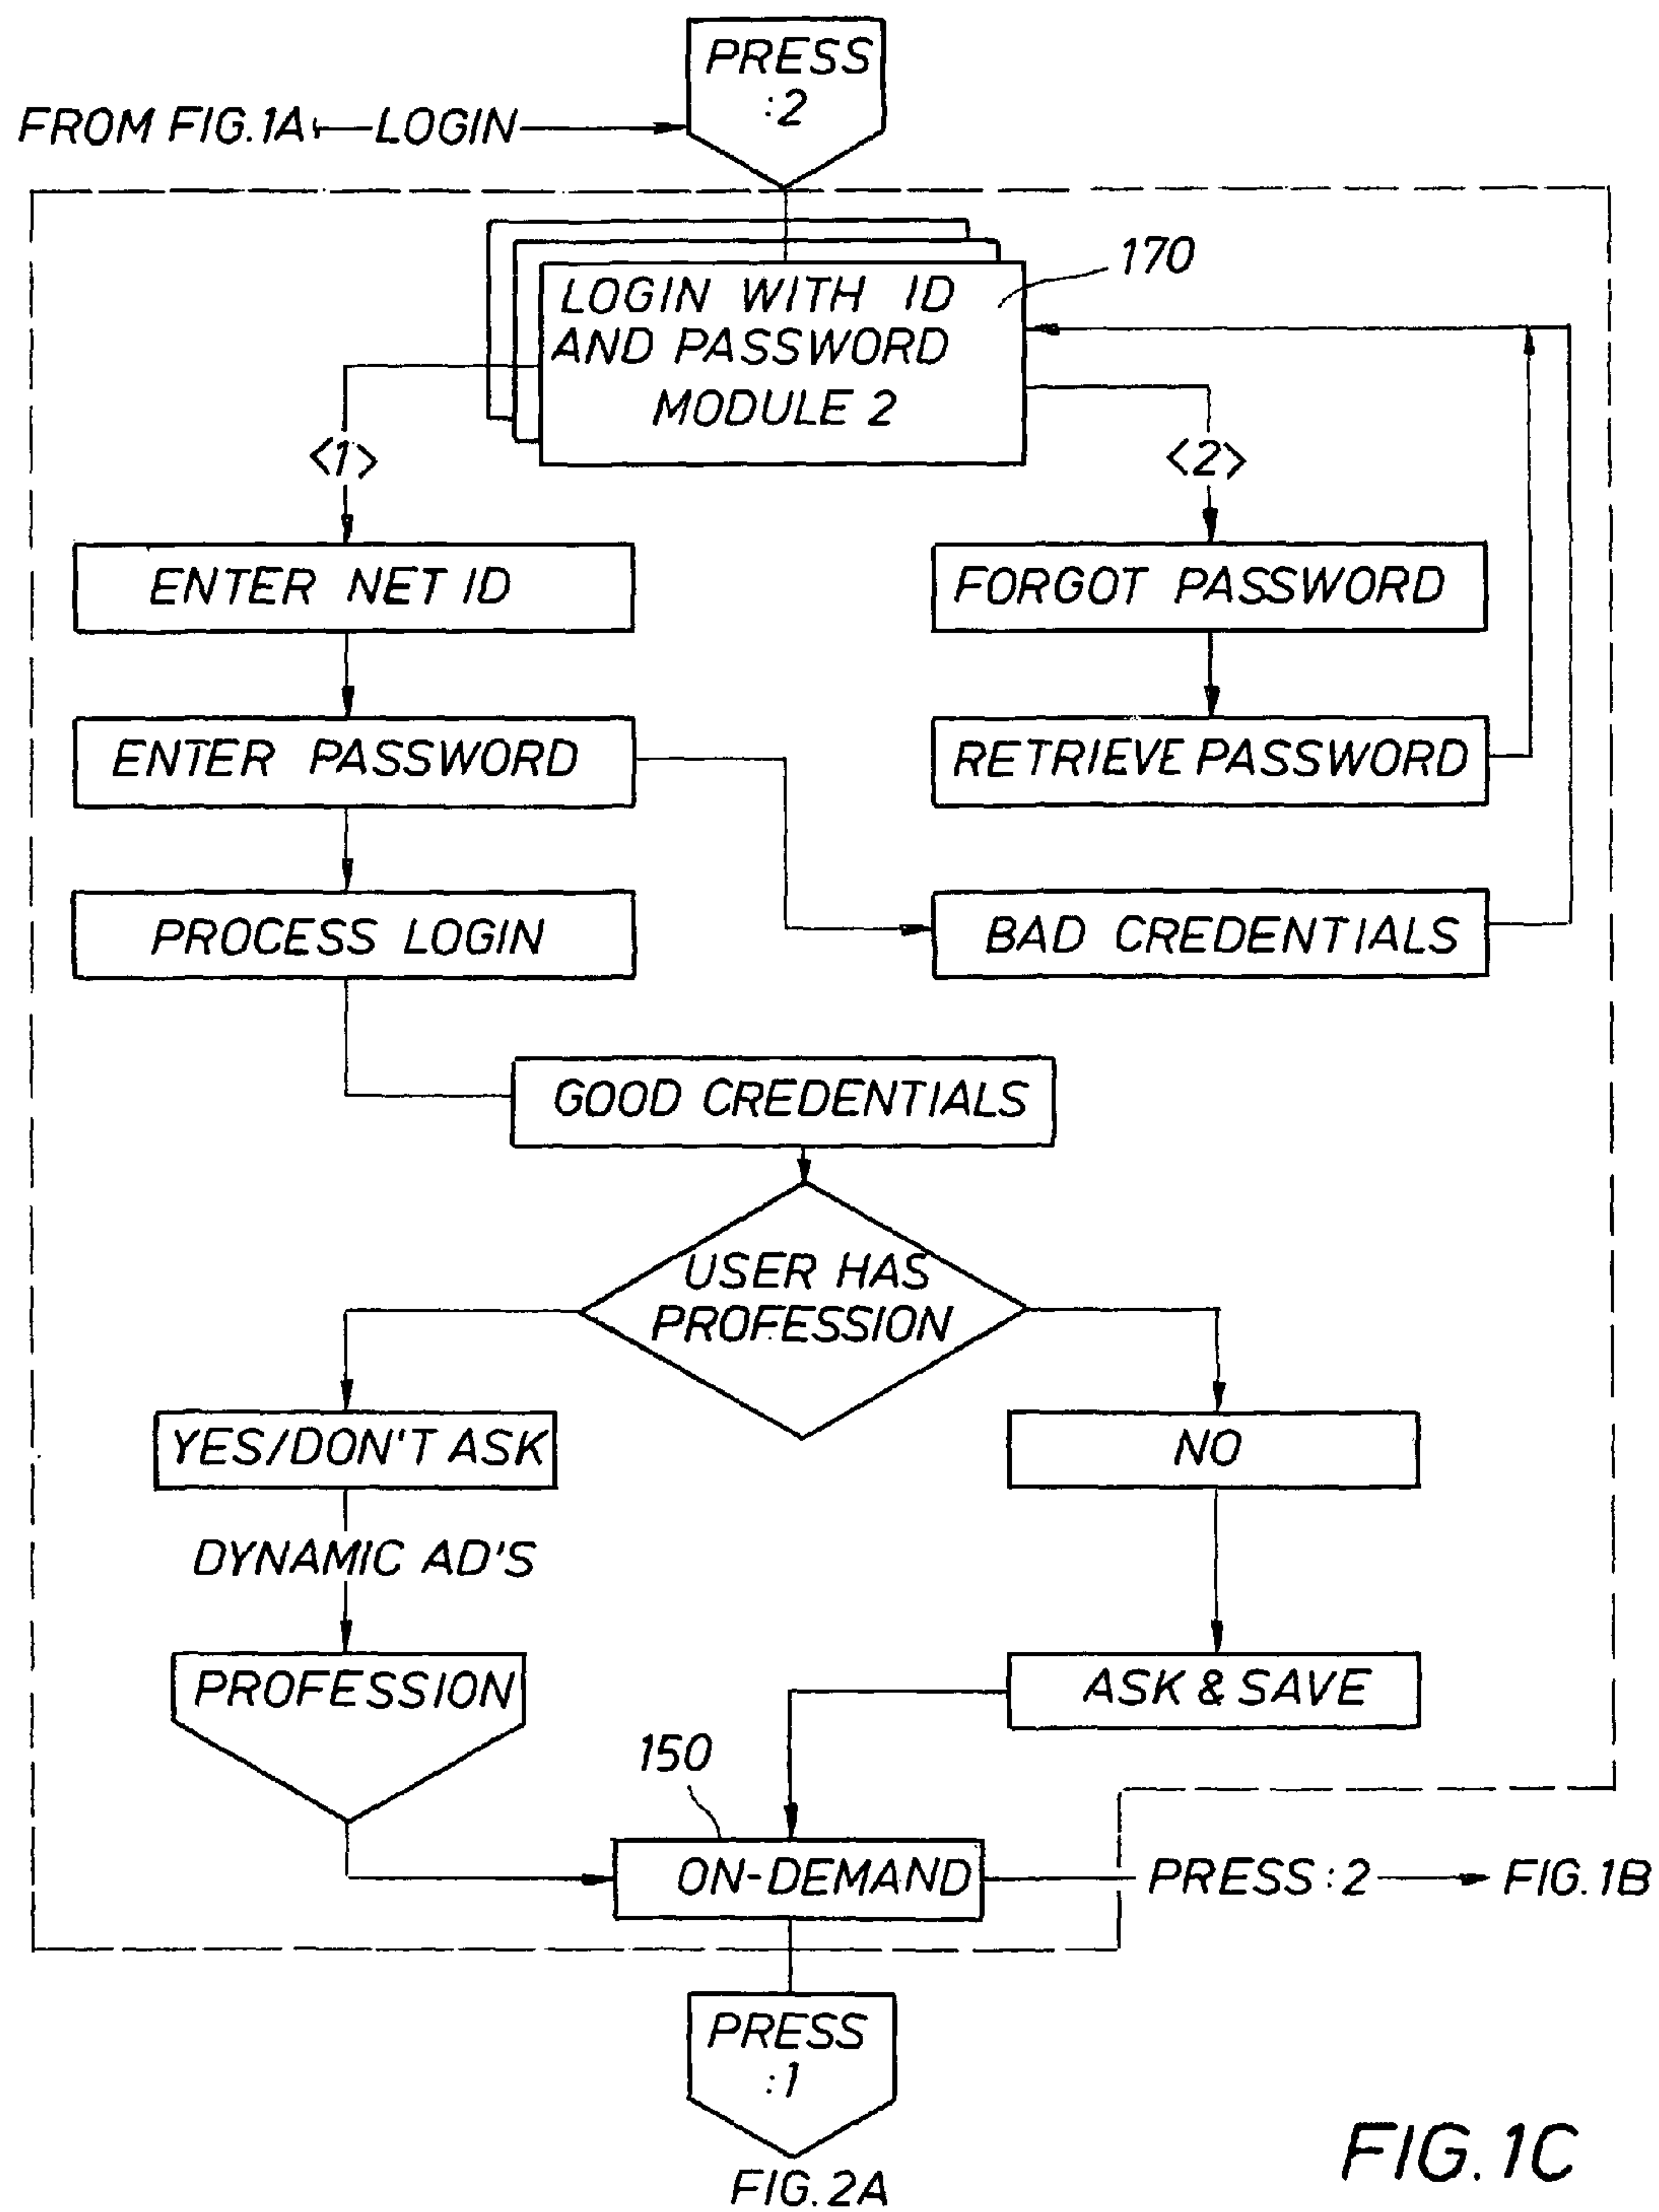 PRESS
:2
FROM FIG.1A LOGIN
170
LOGIN WITH ID
AND PASSWORD
MODULE 2
<1>
<2>
ENTER NET ID
FORGOT PASSWORD
ENTER PASSWORD
RETRIEVE PASSWORD
PROCESS LOGIN
BAD CREDENTIALS
GOOD CREDENTIALS
USER HAS
PROFESSION
YES/DON'T ASK
NO
DYNAMIC AD'S
PROFESSION
ASK & SAVE
150
ON-DEMAND
PRESS :2
FIG.1B
PRESS
:1
FIG.2A
FIG.1C